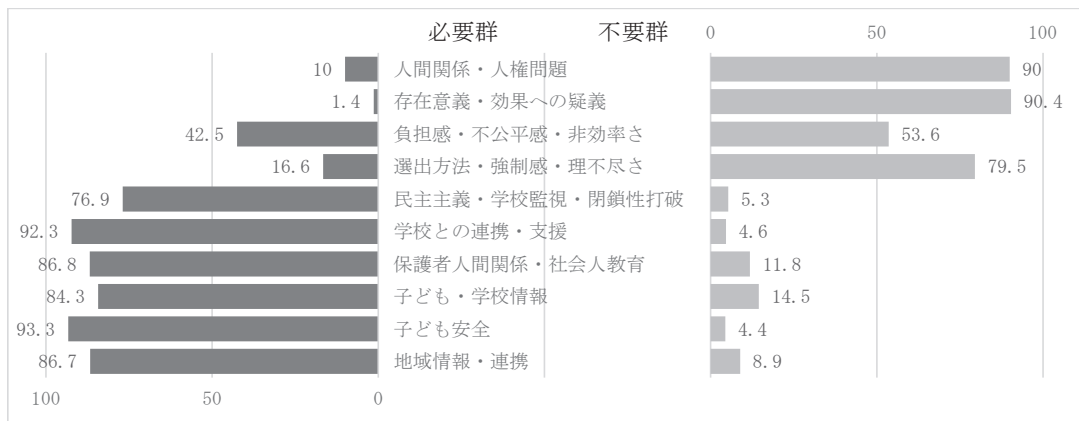 必要群 不要群 0 50 100
10 人間関係・人権問題 90
1.4 存在意義・効果への疑義 90.4
42.5 負担感・不公平感・非効率さ 53.6
16.6 選出方法・強制感・理不尽さ 79.5
76.9 民主主義・学校監視・閉鎖性打破 5.3
92.3 学校との連携・支援 4.6
86.8 保護者人間関係・社会人教育 11.8
84.3 子ども・学校情報 14.5
93.3 子ども安全 4.4
86.7 地域情報・連携 8.9
100 50 0